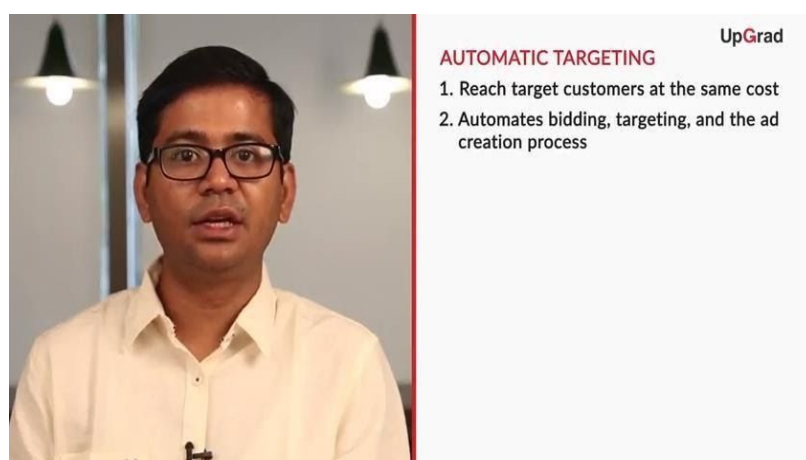 UpGrad
AUTOMATIC TARGETING
1. Reach target customers at the same cost
2. Automates bidding, targeting, and the ad
creation process